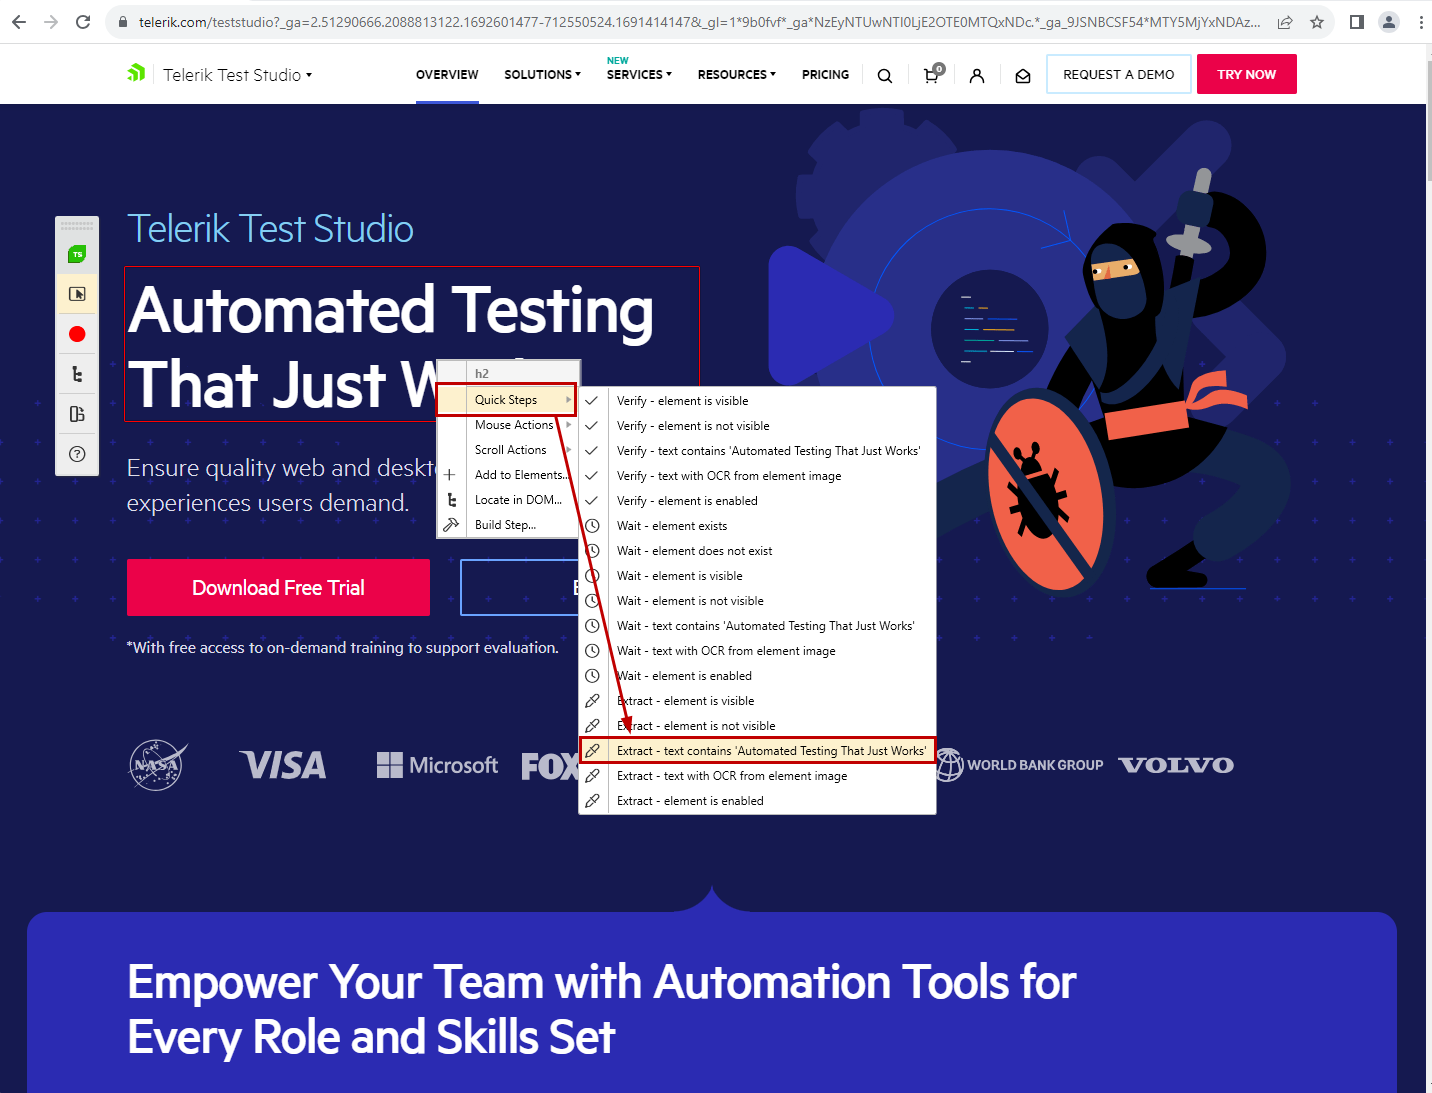 telerik.com/teststudio?_ga=2.51290666.2088813122.1692601477-712550524.1691414147&_gl=1*9b0fvf*_ga*NzEyNTUwNTI0LjE2OTE0MTQxNDc.*_ga_9JSNBCSF54*MTY5MjYxNDAz...
Telerik Test Studio
OVERVIEW
SOLUTIONS
NEW
SERVICES
RESOURCES
PRICING
0
REQUEST A DEMO
TRY NOW
Telerik Test Studio
TS
Automated Testing
That Just W
h2
Quick Steps
Mouse Actions
Scroll Actions
Add to Elements...
Locate in DOM...
Build Step...
Verify - element is visible
Verify - element is not visible
Verify - text contains 'Automated Testing That Just Works'
Verify - text with OCR from element image
Verify - element is enabled
Wait - element exists
Wait - element does not exist
Wait - element is visible
Wait - element is not visible
Wait - text contains 'Automated Testing That Just Works'
Wait - text with OCR from element image
Wait - element is enabled
Extract - element is visible
Extract - element is not visible
Extract - text contains 'Automated Testing That Just Works'
Extract - text with OCR from element image
Extract - element is enabled
Ensure quality web and deskt
experiences users demand.
Download Free Trial
*With free access to on-demand training to support evaluation.
NASA
VISA
Microsoft
FOX
WORLD BANK GROUP
VOLVO
Empower Your Team with Automation Tools for
Every Role and Skills Set